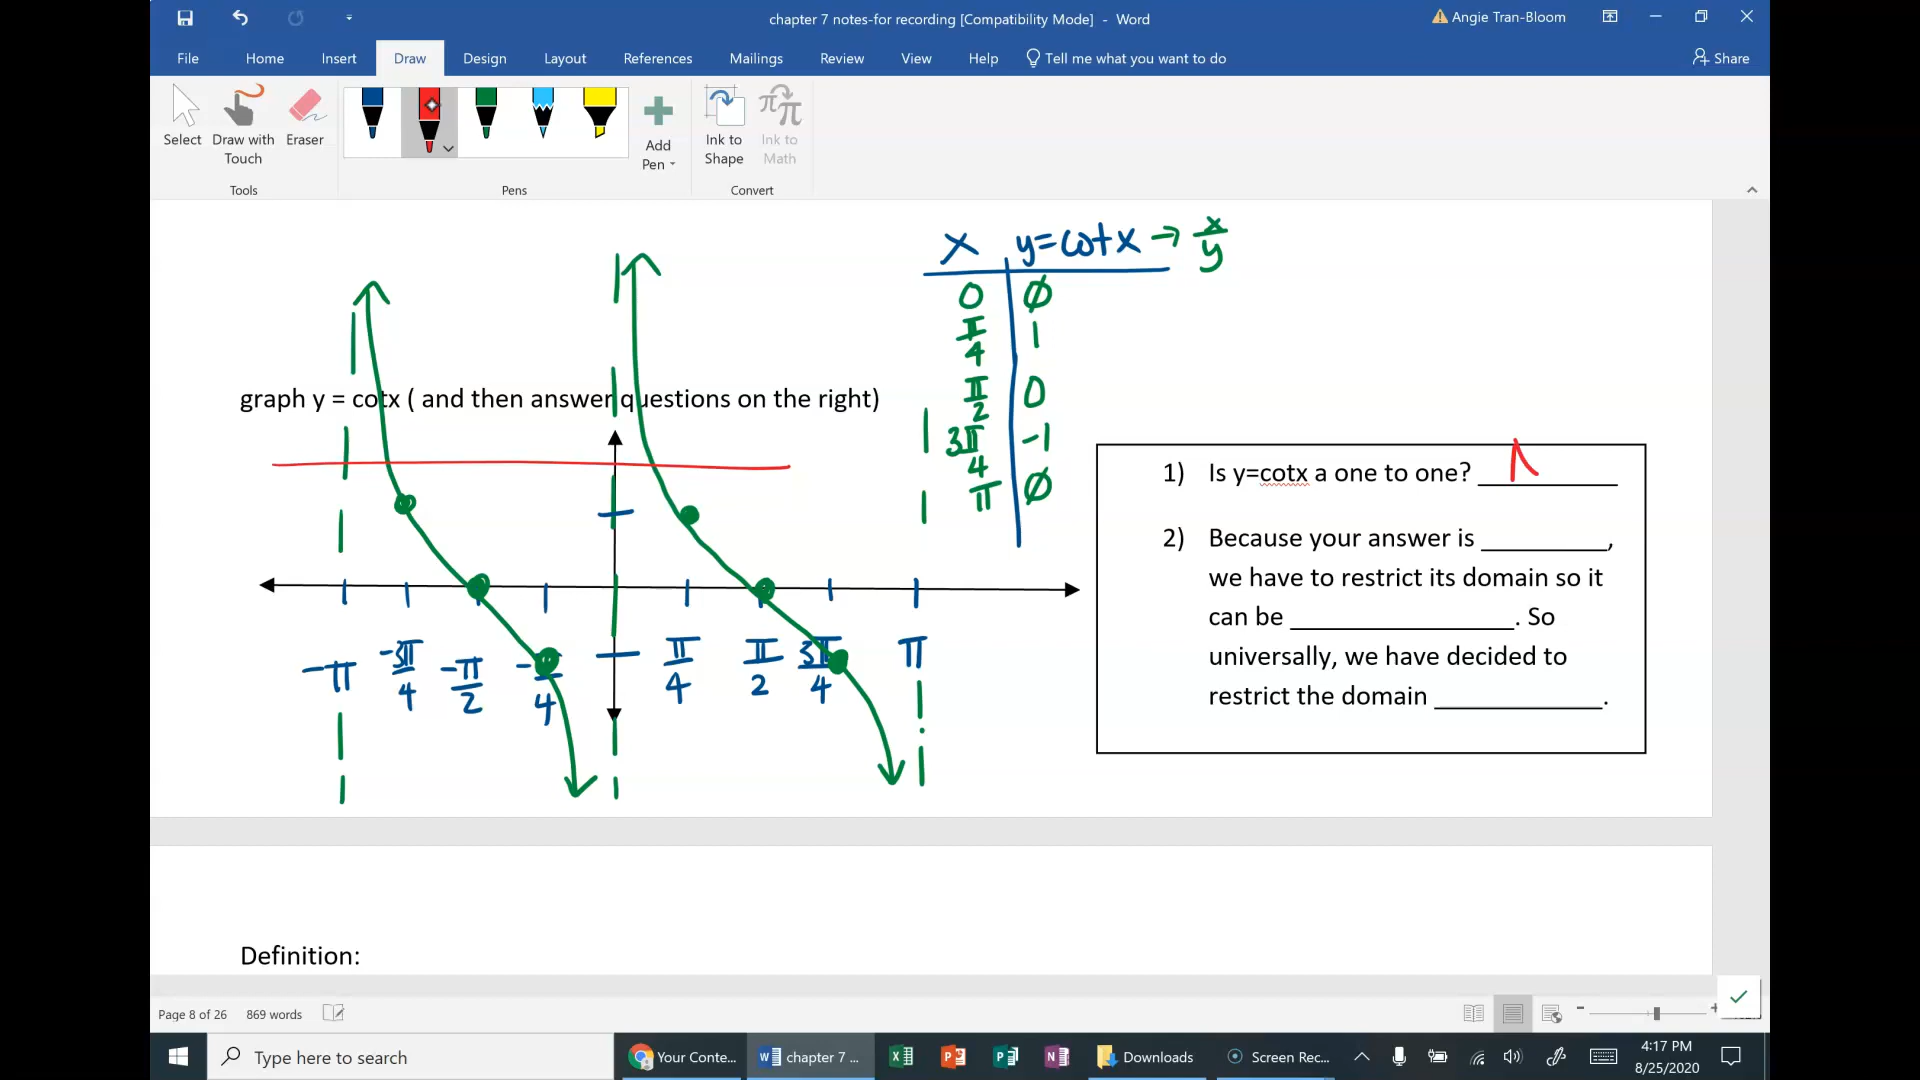 chapter 7 notes-for recording [Compatibility Mode] - Word
Angie Tran-Bloom
File Home Insert Draw Design Layout References Mailings Review View Help Tell me what you want to do
Share
Select
Draw with Touch
Eraser
Add Pen
Ink to Shape
Ink to Math
Tools
Pens
Convert
x y=cotx → x/y
0 ∅
π/4 1
π/2 0
3π/4 -1
π ∅
graph y = cotx ( and then answer questions on the right)
-π -3π/4 -π/2 π/4 π/2 3π/4 π
1) Is y=cotx a one to one? __________
2) Because your answer is _________,
we have to restrict its domain so it
can be ________________. So
universally, we have decided to
restrict the domain ____________.
Definition:
Page 8 of 26 869 words
Type here to search
Your Conte...
chapter 7 ...
Downloads
Screen Rec...
4:17 PM
8/25/2020